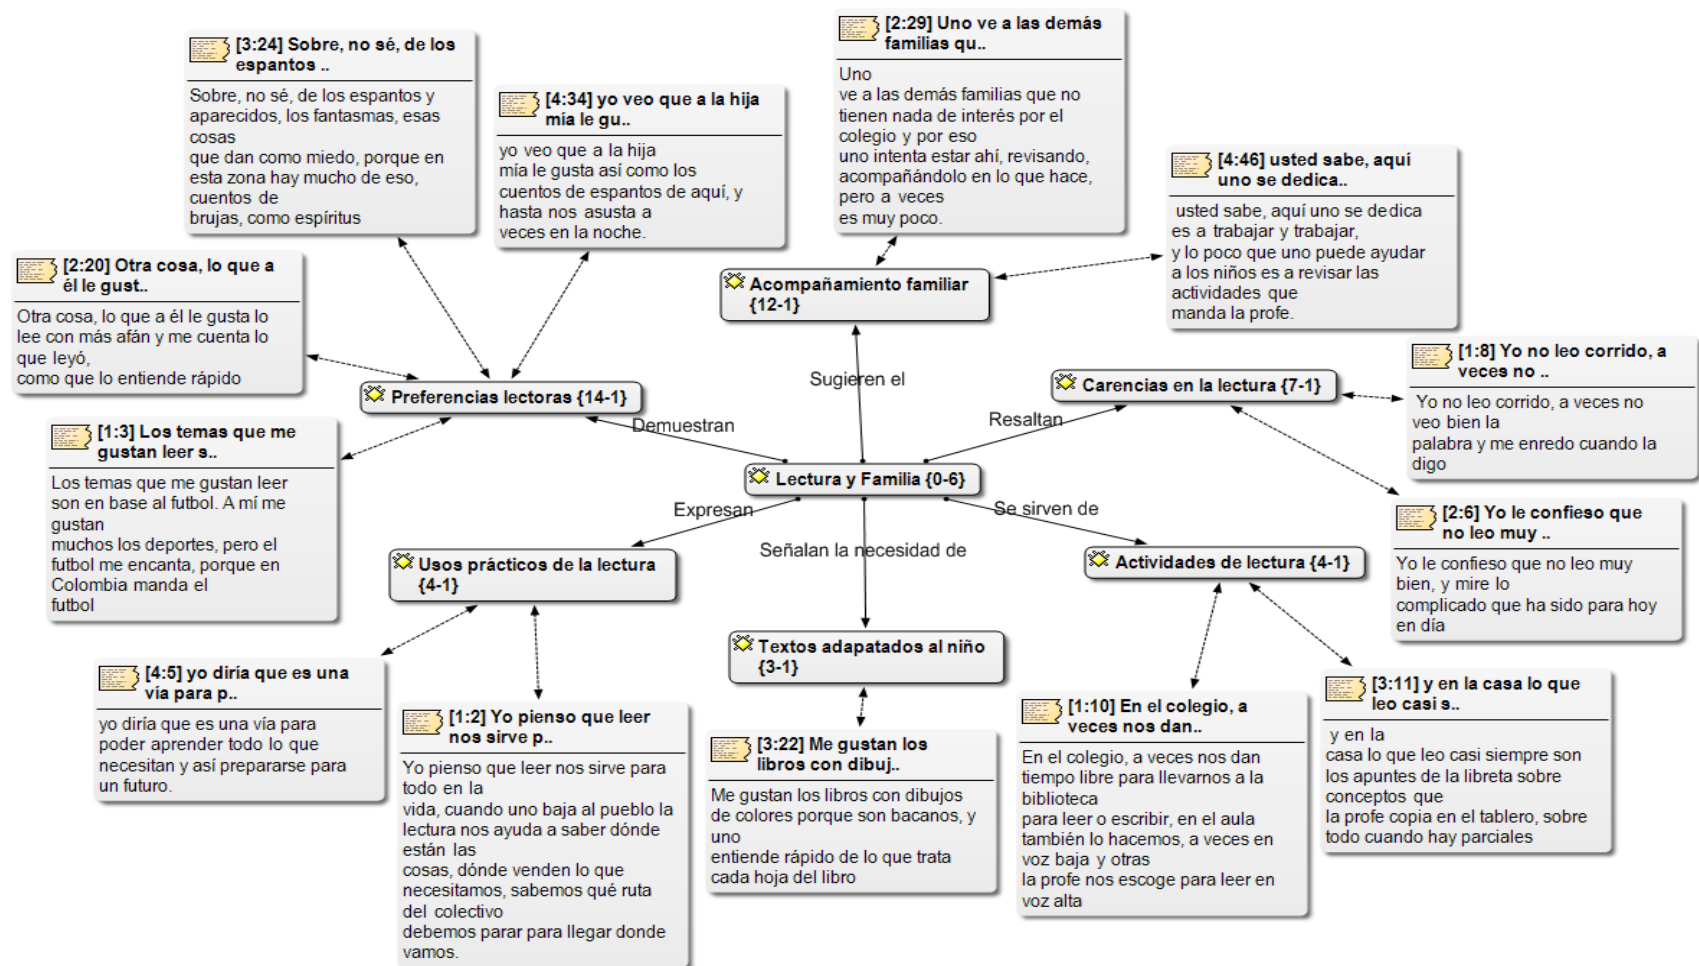 [3:24] Sobre, no sé, de los
espantos ..
Sobre, no sé, de los espantos y
aparecidos, los fantasmas, esas
cosas
que dan como miedo, porque en
esta zona hay mucho de eso,
cuentos de
brujas, como espíritus
[4:34] yo veo que a la hija
mía le gu..
yo veo que a la hija
mía le gusta así como los
cuentos de espantos de aquí, y
hasta nos asusta a
veces en la noche.
[2:29] Uno ve a las demás
familias qu..
Uno
ve a las demás familias que no
tienen nada de interés por el
colegio y por eso
uno intenta estar ahí, revisando,
acompañándolo en lo que hace,
pero a veces
es muy poco.
[4:46] usted sabe, aquí
uno se dedica..
usted sabe, aquí uno se dedica
es a trabajar y trabajar,
y lo poco que uno puede ayudar
a los niños es a revisar las
actividades que
manda la profe.
[2:20] Otra cosa, lo que a
él le gust..
Otra cosa, lo que a él le gusta lo
lee con más afán y me cuenta lo
que leyó,
como que lo entiende rápido
Acompañamiento familiar
{12-1}
Sugieren el
Preferencias lectoras {14-1}
Demuestran
Carencias en la lectura {7-1}
Resaltan
[1:8] Yo no leo corrido, a
veces no ..
Yo no leo corrido, a veces no
veo bien la
palabra y me enredo cuando la
digo
[1:3] Los temas que me
gustan leer s..
Los temas que me gustan leer
son en base al futbol. A mí me
gustan
muchos los deportes, pero el
futbol me encanta, porque en
Colombia manda el
futbol
Lectura y Familia {0-6}
Expresan
Señalan la necesidad de
Se sirven de
[2:6] Yo le confieso que
no leo muy ..
Yo le confieso que no leo muy
bien, y mire lo
complicado que ha sido para hoy
en día
Usos prácticos de la lectura
{4-1}
Actividades de lectura {4-1}
Textos adapatados al niño
{3-1}
[4:5] yo diría que es una
vía para p..
yo diría que es una vía para
poder aprender todo lo que
necesitan y así prepararse para
un futuro.
[1:2] Yo pienso que leer
nos sirve p..
Yo pienso que leer nos sirve para
todo en la
vida, cuando uno baja al pueblo la
lectura nos ayuda a saber dónde
están las
cosas, dónde venden lo que
necesitamos, sabemos qué ruta
del colectivo
debemos parar para llegar donde
vamos.
[3:22] Me gustan los
libros con dibuj..
Me gustan los libros con dibujos
de colores porque son bacanos, y
uno
entiende rápido de lo que trata
cada hoja del libro
[1:10] En el colegio, a
veces nos dan..
En el colegio, a veces nos dan
tiempo libre para llevarnos a la
biblioteca
para leer o escribir, en el aula
también lo hacemos, a veces en
voz baja y otras
la profe nos escoge para leer en
voz alta
[3:11] y en la casa lo que
leo casi s..
y en la
casa lo que leo casi siempre son
los apuntes de la libreta sobre
conceptos que
la profe copia en el tablero, sobre
todo cuando hay parciales